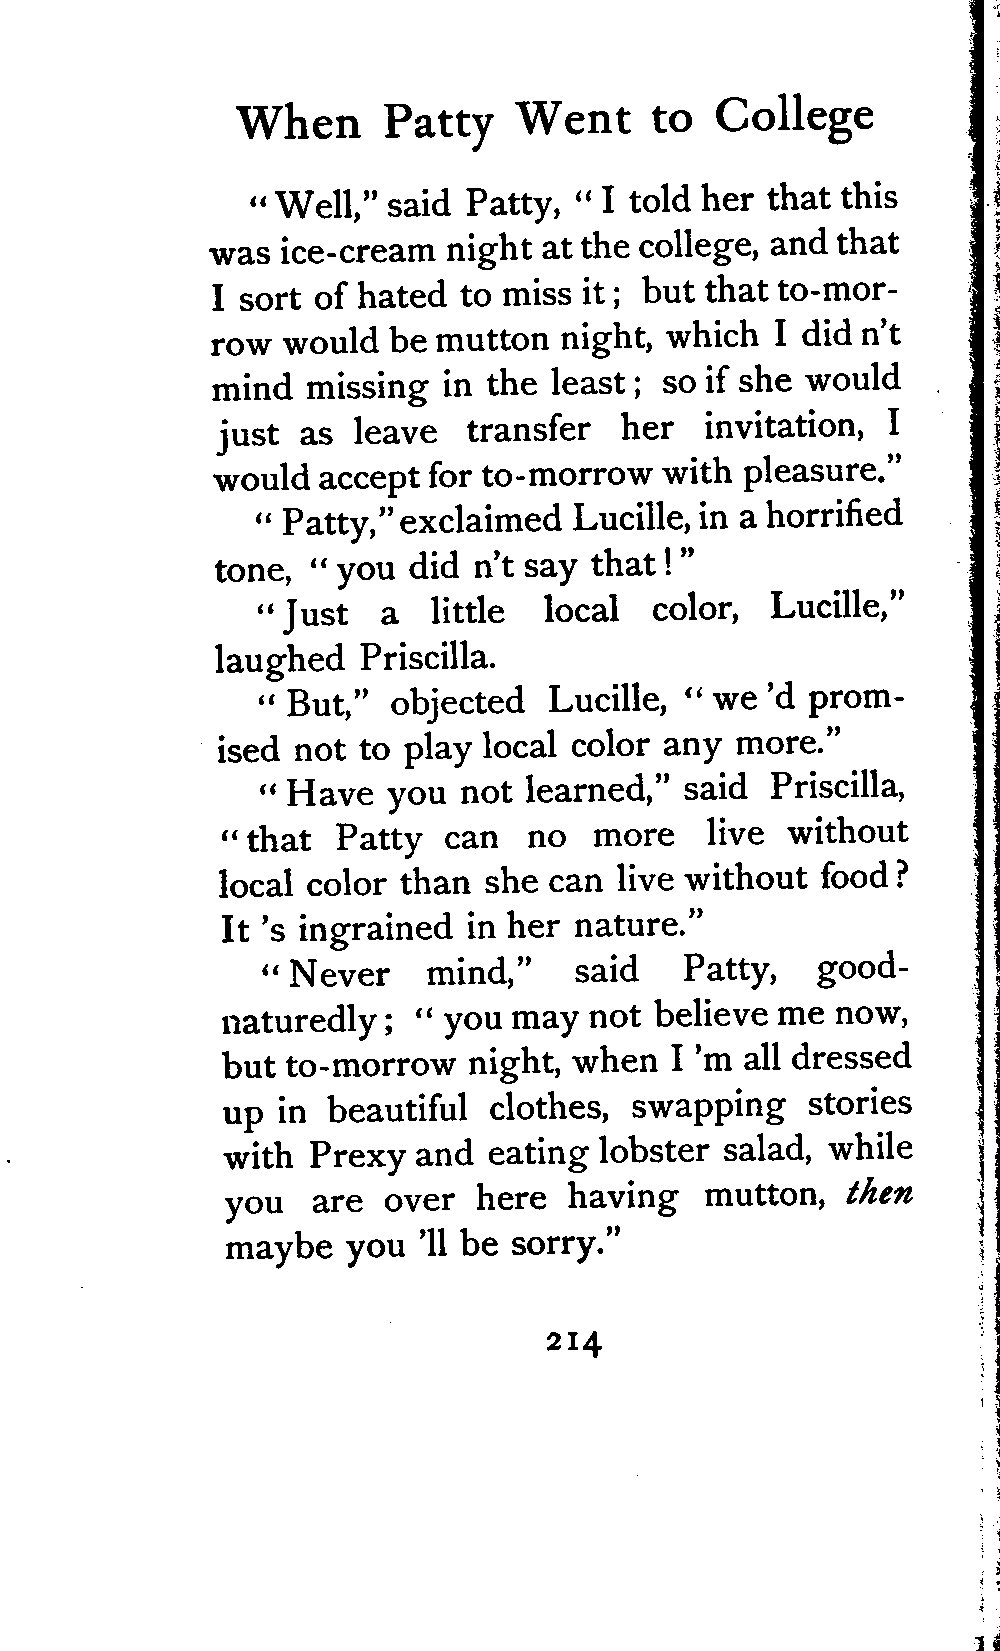 When Patty Went to College
“Well,” said Patty, “I told her that this
was ice-cream night at the college, and that
I sort of hated to miss it; but that to-mor-
row would be mutton night, which I did n’t
mind missing in the least; so if she would
just as leave transfer her invitation, I
would accept for to-morrow with pleasure.”
“Patty,” exclaimed Lucille, in a horrified
tone, “you did n’t say that!”
“Just a little local color, Lucille,”
laughed Priscilla.
“But,” objected Lucille, “we ’d prom-
ised not to play local color any more.”
“Have you not learned,” said Priscilla,
“that Patty can no more live without
local color than she can live without food?
It ’s ingrained in her nature.”
“Never mind,” said Patty, good-
naturedly; “you may not believe me now,
but to-morrow night, when I ’m all dressed
up in beautiful clothes, swapping stories
with Prexy and eating lobster salad, while
you are over here having mutton, then
maybe you ’ll be sorry.”
214